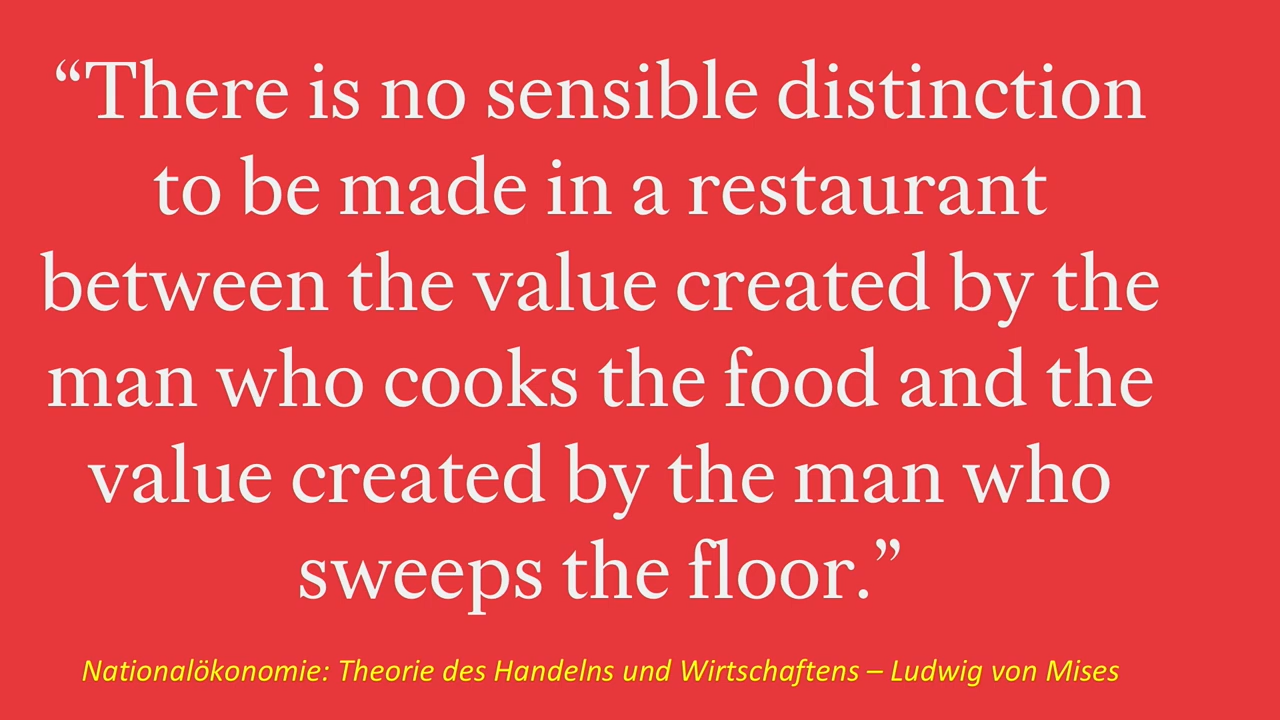 “There is no sensible distinction
to be made in a restaurant
between the value created by the
man who cooks the food and the
value created by the man who
sweeps the floor.”
Nationalökonomie: Theorie des Handelns und Wirtschaftens – Ludwig von Mises